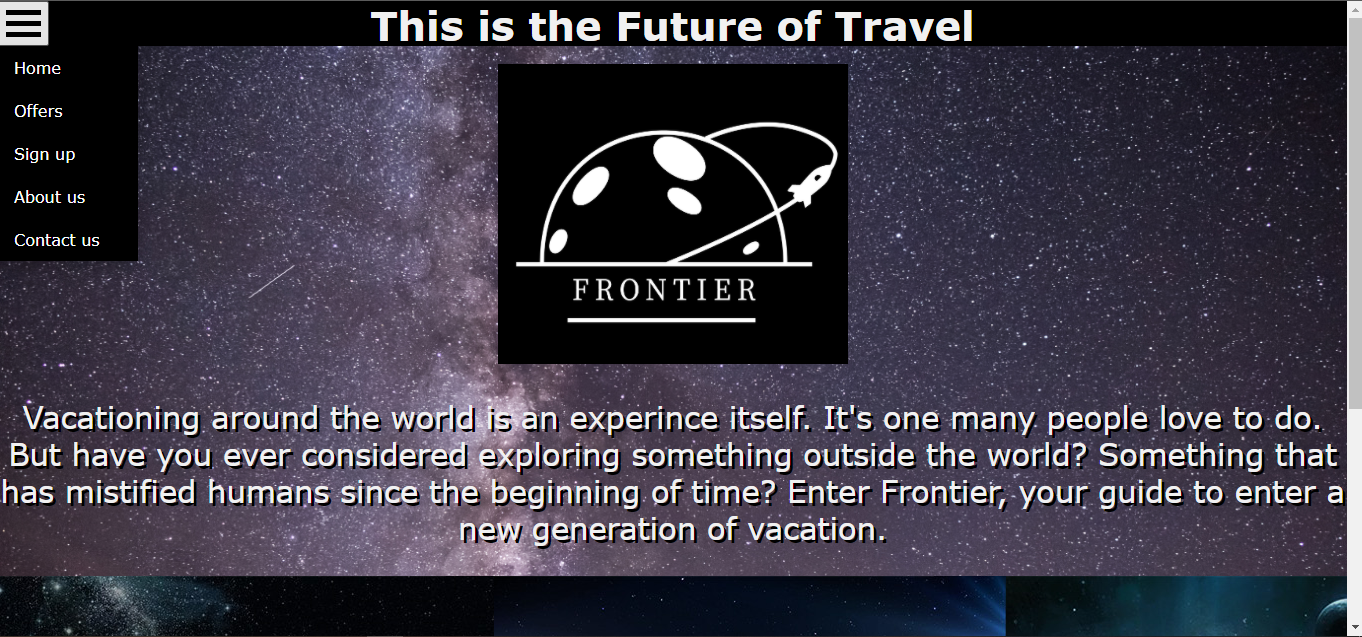 This is the Future of Travel
Home
Offers
Sign up
About us
Contact us
FRONTIER
Vacationing around the world is an experince itself. It's one many people love to do.
But have you ever considered exploring something outside the world? Something that
has mistified humans since the beginning of time? Enter Frontier, your guide to enter a
new generation of vacation.